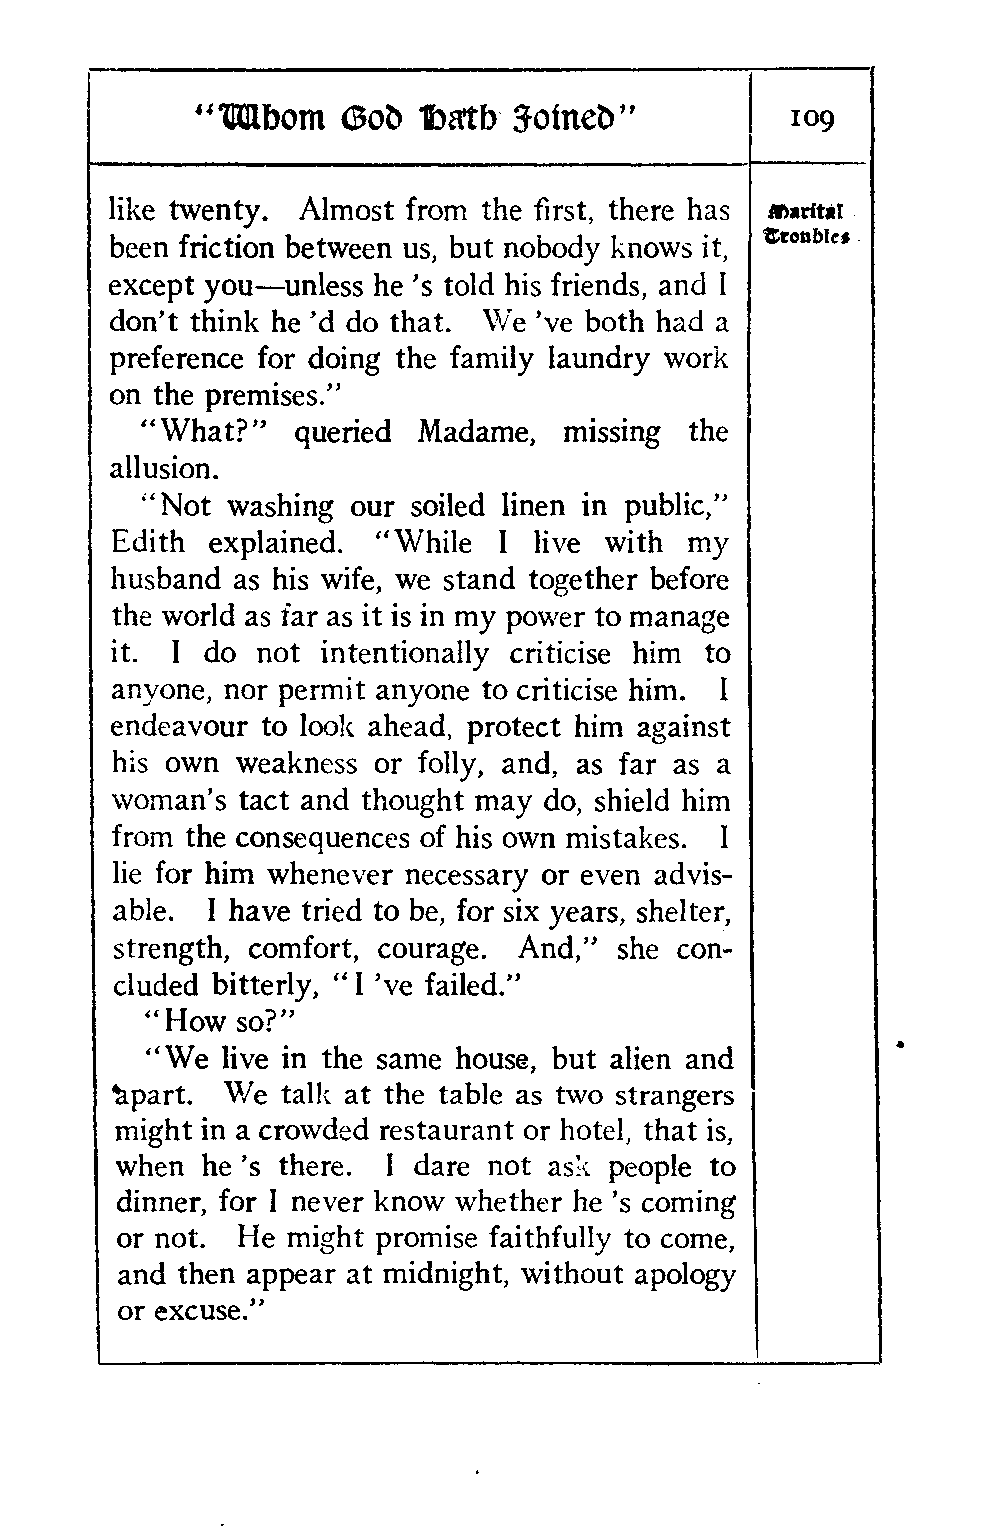 "Whom God Hath Joined"
109
Marital
Troubles
like twenty. Almost from the first, there has
been friction between us, but nobody knows it,
except you—unless he 's told his friends, and I
don't think he 'd do that. We 've both had a
preference for doing the family laundry work
on the premises."
"What?" queried Madame, missing the
allusion.
"Not washing our soiled linen in public,"
Edith explained. "While I live with my
husband as his wife, we stand together before
the world as far as it is in my power to manage
it. I do not intentionally criticise him to
anyone, nor permit anyone to criticise him. I
endeavour to look ahead, protect him against
his own weakness or folly, and, as far as a
woman's tact and thought may do, shield him
from the consequences of his own mistakes. I
lie for him whenever necessary or even advis-
able. I have tried to be, for six years, shelter,
strength, comfort, courage. And," she con-
cluded bitterly, "I 've failed."
"How so?"
"We live in the same house, but alien and
apart. We talk at the table as two strangers
might in a crowded restaurant or hotel, that is,
when he 's there. I dare not ask people to
dinner, for I never know whether he 's coming
or not. He might promise faithfully to come,
and then appear at midnight, without apology
or excuse."